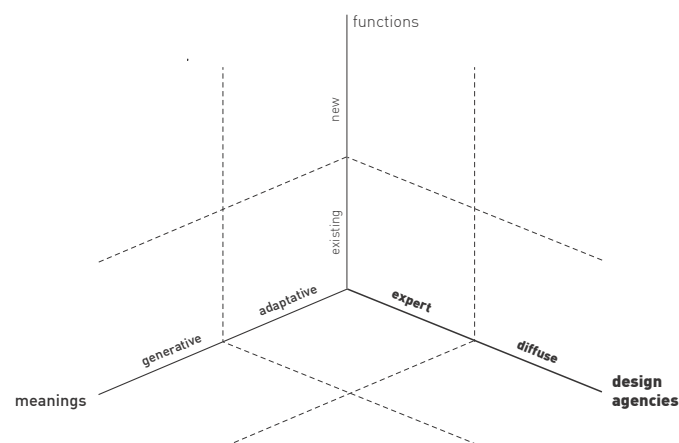 functions
new
existing
adaptative
expert
generative
diffuse
meanings
design
agencies